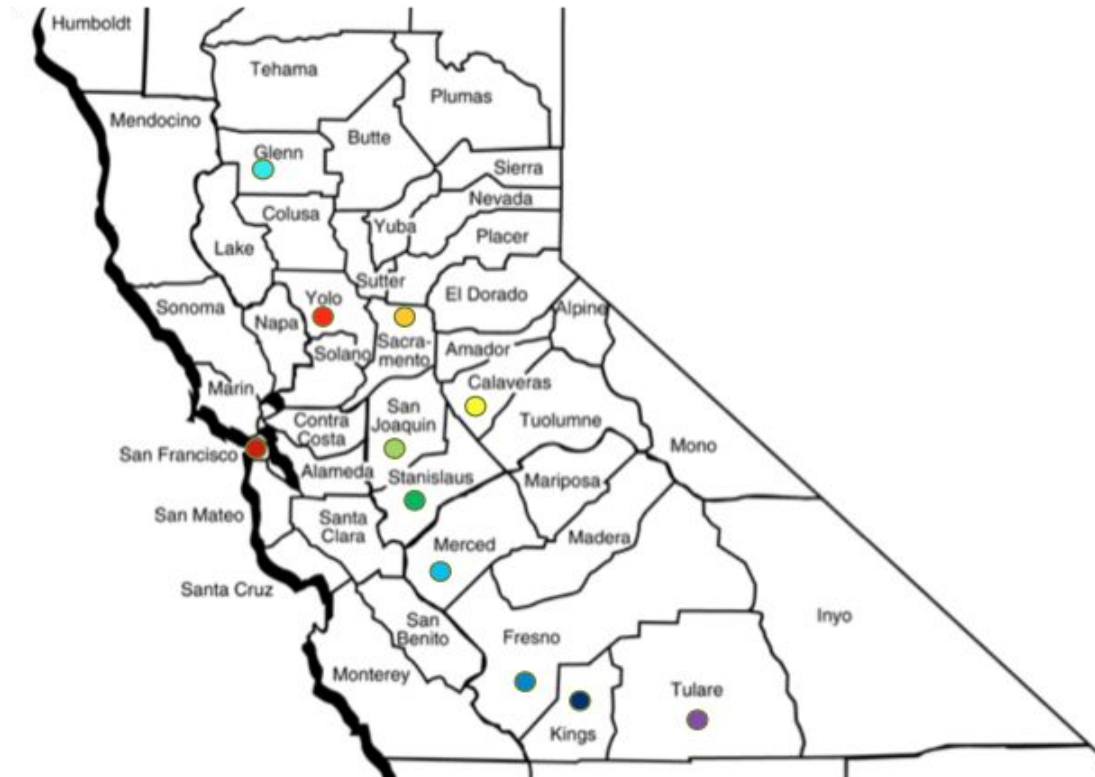 Humboldt
Tehama
Plumas
Mendocino
Butte
Glenn
Sierra
Nevada
Colusa
Yuba
Placer
Lake
Sutter
El Dorado
Yolo
Sonoma
Alpine
Napa
Sacra-
mento
Solano
Amador
Marin
Calaveras
San
Joaquin
Contra
Costa
Tuolumne
Mono
San Francisco
Alameda
Stanislaus
Mariposa
San Mateo
Santa
Clara
Merced
Madera
Santa Cruz
Inyo
San
Benito
Fresno
Monterey
Tulare
Kings